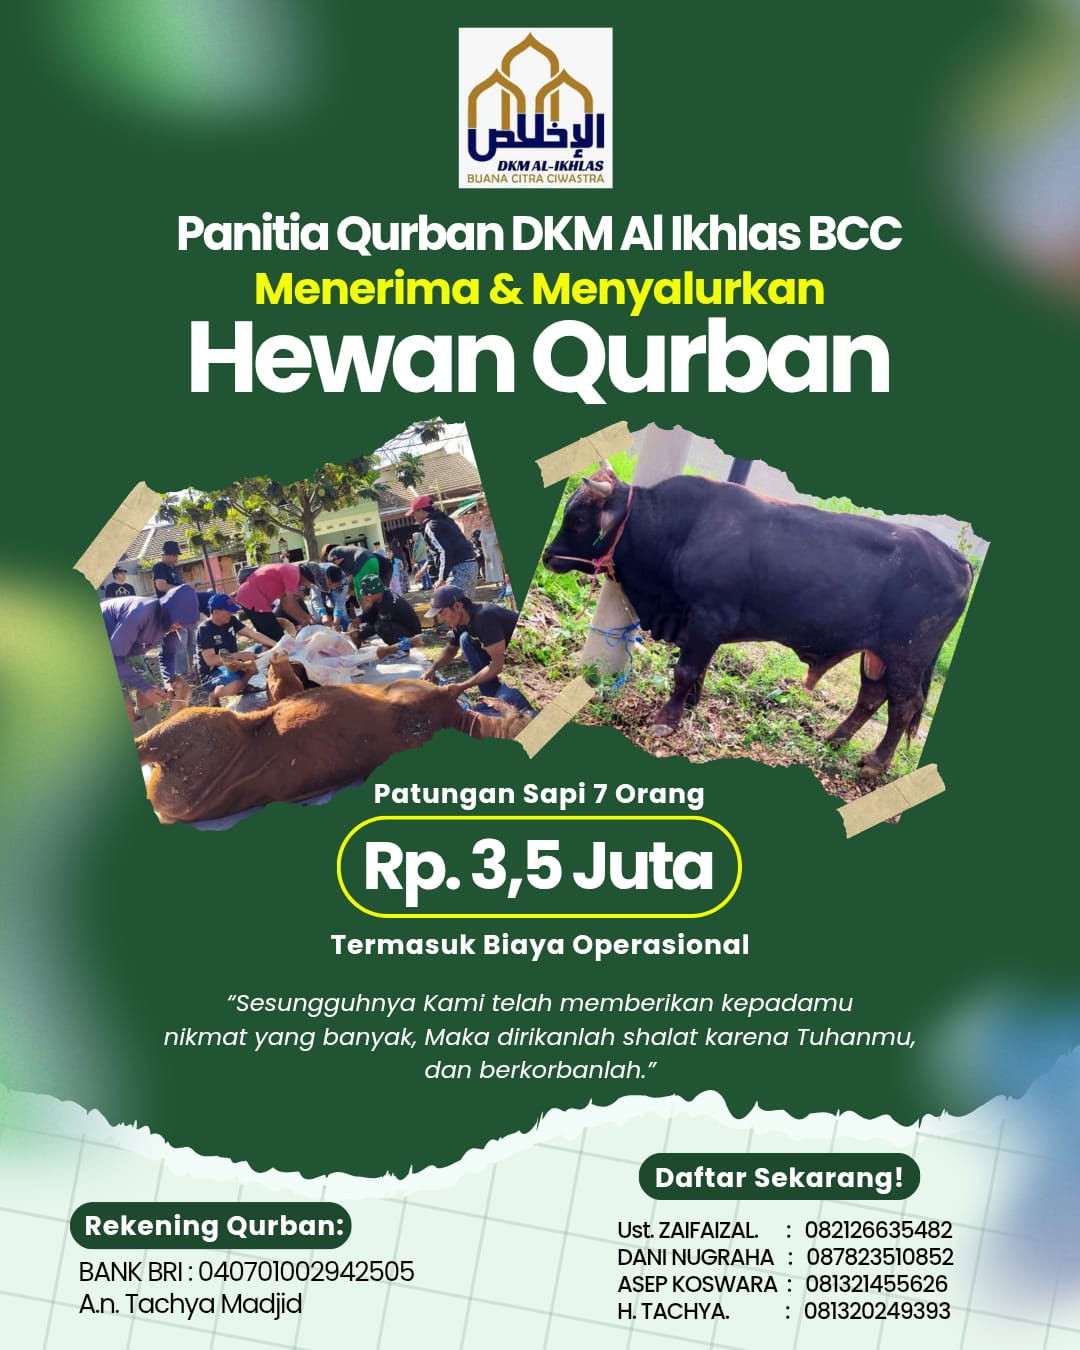 الإخلاص
DKM AL-IKHLAS
BUANA CITRA CIWASTRA
Panitia Qurban DKM Al Ikhlas BCC
Menerima & Menyalurkan
Hewan Qurban
Patungan Sapi 7 Orang
Rp. 3,5 Juta
Termasuk Biaya Operasional
“Sesungguhnya Kami telah memberikan kepadamu
nikmat yang banyak, Maka dirikanlah shalat karena Tuhanmu,
dan berkorbanlah.”
Rekening Qurban:
BANK BRI : 040701002942505
A.n. Tachya Madjid
Daftar Sekarang!
Ust. ZAIFAIZAL. : 082126635482
DANI NUGRAHA : 087823510852
ASEP KOSWARA : 081321455626
H. TACHYA. : 081320249393